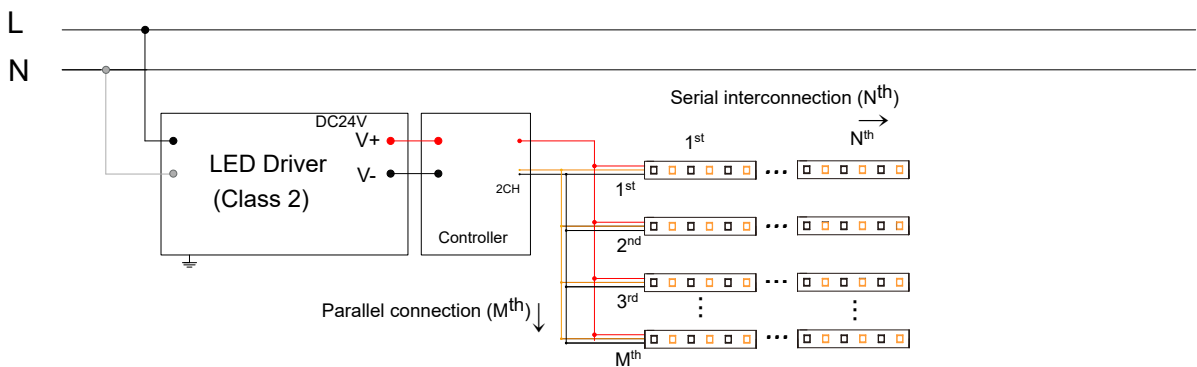 L
N
Serial interconnection (Nth)
Nth
1st
DC24V
V+
LED Driver
(Class 2)
V-
2CH
1st
Controller
2nd
3rd
Parallel connection (Mth)
Mth